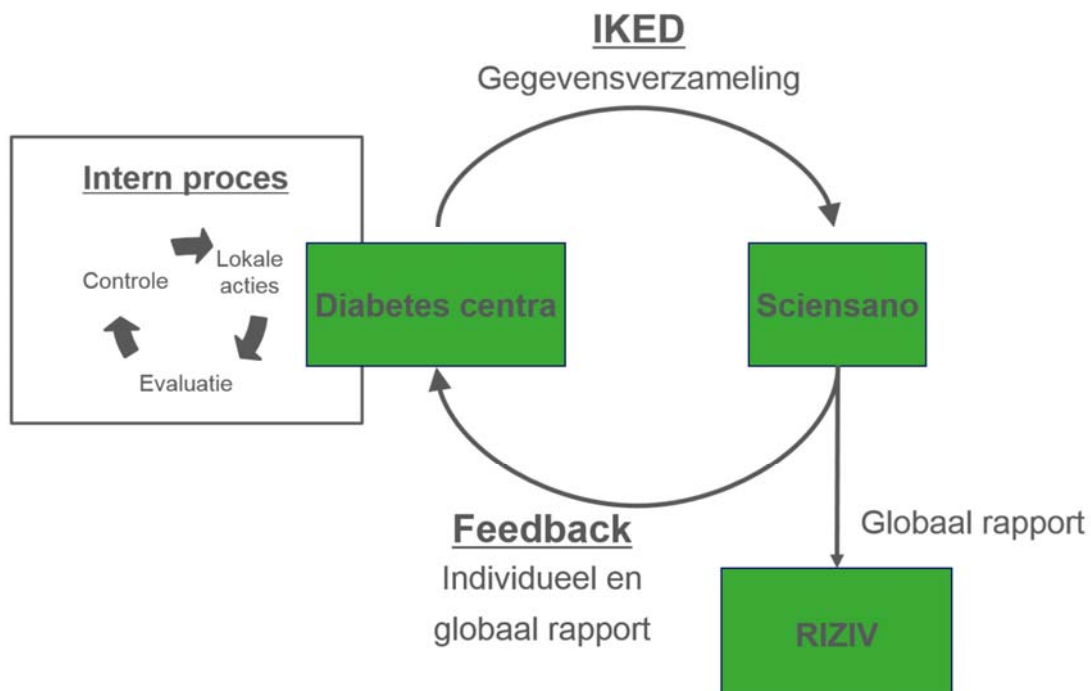 IKED
Gegevensverzameling
Intern proces
Controle
Lokale
acties
Evaluatie
Diabetes centra
Sciensano
Feedback
Individueel en
globaal rapport
Globaal rapport
RIZIV